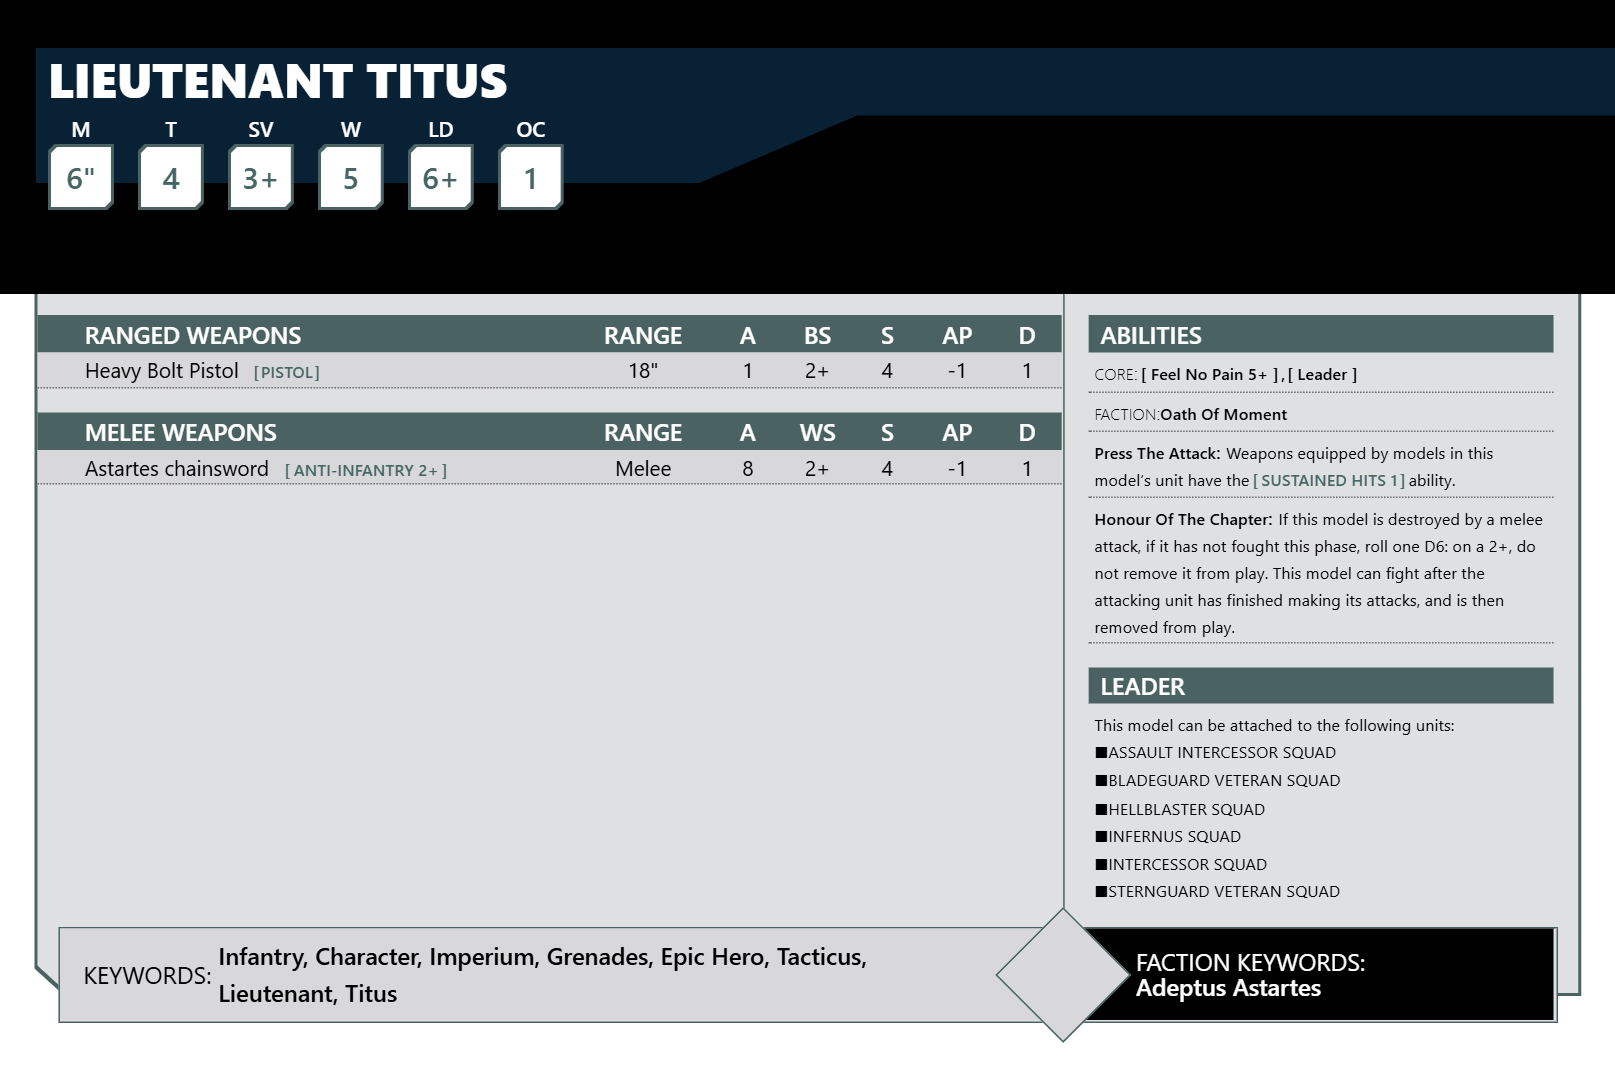 LIEUTENANT TITUS
M T SV W LD OC
6" 4 3+ 5 6+ 1
RANGED WEAPONS RANGE A BS S AP D
Heavy Bolt Pistol [PISTOL] 18" 1 2+ 4 -1 1
MELEE WEAPONS RANGE A WS S AP D
Astartes chainsword [ ANTI-INFANTRY 2+ ] Melee 8 2+ 4 -1 1
ABILITIES
CORE: [ Feel No Pain 5+ ] , [ Leader ]
FACTION:Oath Of Moment
Press The Attack: Weapons equipped by models in this
model's unit have the [ SUSTAINED HITS 1] ability.
Honour Of The Chapter: If this model is destroyed by a melee
attack, if it has not fought this phase, roll one D6: on a 2+, do
not remove it from play. This model can fight after the
attacking unit has finished making its attacks, and is then
removed from play.
LEADER
This model can be attached to the following units:
■ASSAULT INTERCESSOR SQUAD
■BLADEGUARD VETERAN SQUAD
■HELLBLASTER SQUAD
■INFERNUS SQUAD
■INTERCESSOR SQUAD
■STERNGUARD VETERAN SQUAD
KEYWORDS: Infantry, Character, Imperium, Grenades, Epic Hero, Tacticus,
Lieutenant, Titus
FACTION KEYWORDS:
Adeptus Astartes